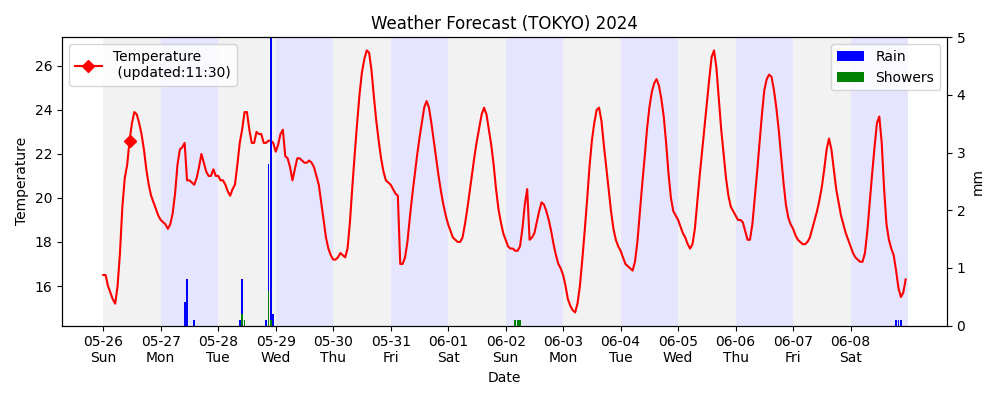 Weather Forecast (TOKYO) 2024
Temperature
(updated:11:30)
Rain
Showers
Temperature
26
24
22
20
18
16
5
4
3
2
1
0
mm
05-26 05-27 05-28 05-29 05-30 05-31 06-01 06-02 06-03 06-04 06-05 06-06 06-07 06-08
Sun Mon Tue Wed Thu Fri Sat Sun Mon Tue Wed Thu Fri Sat
Date